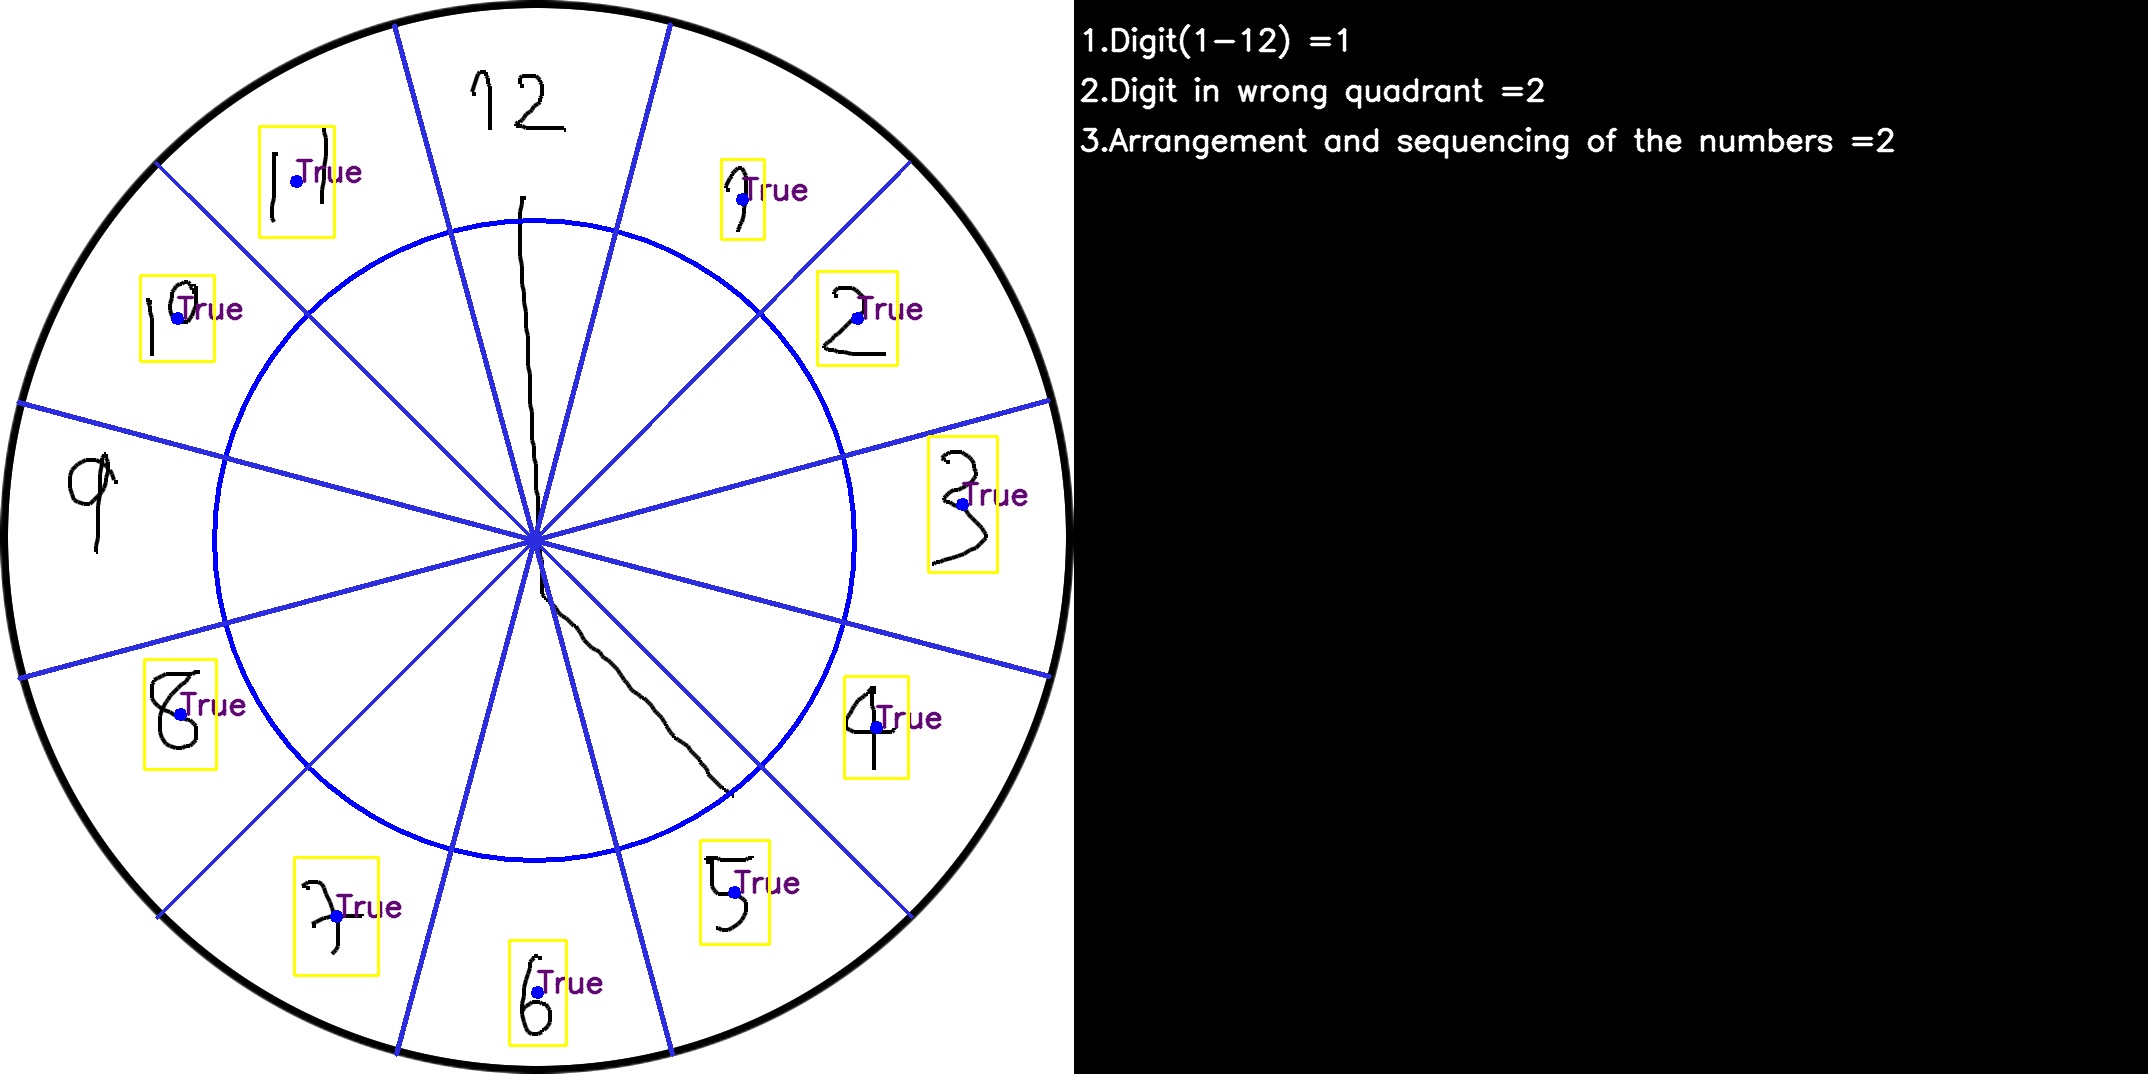 12
11 True
1 True
10 True
2 True
9
3 True
8 True
4 True
7 True
5 True
6 True
1.Digit(1-12) =1
2.Digit in wrong quadrant =2
3.Arrangement and sequencing of the numbers =2